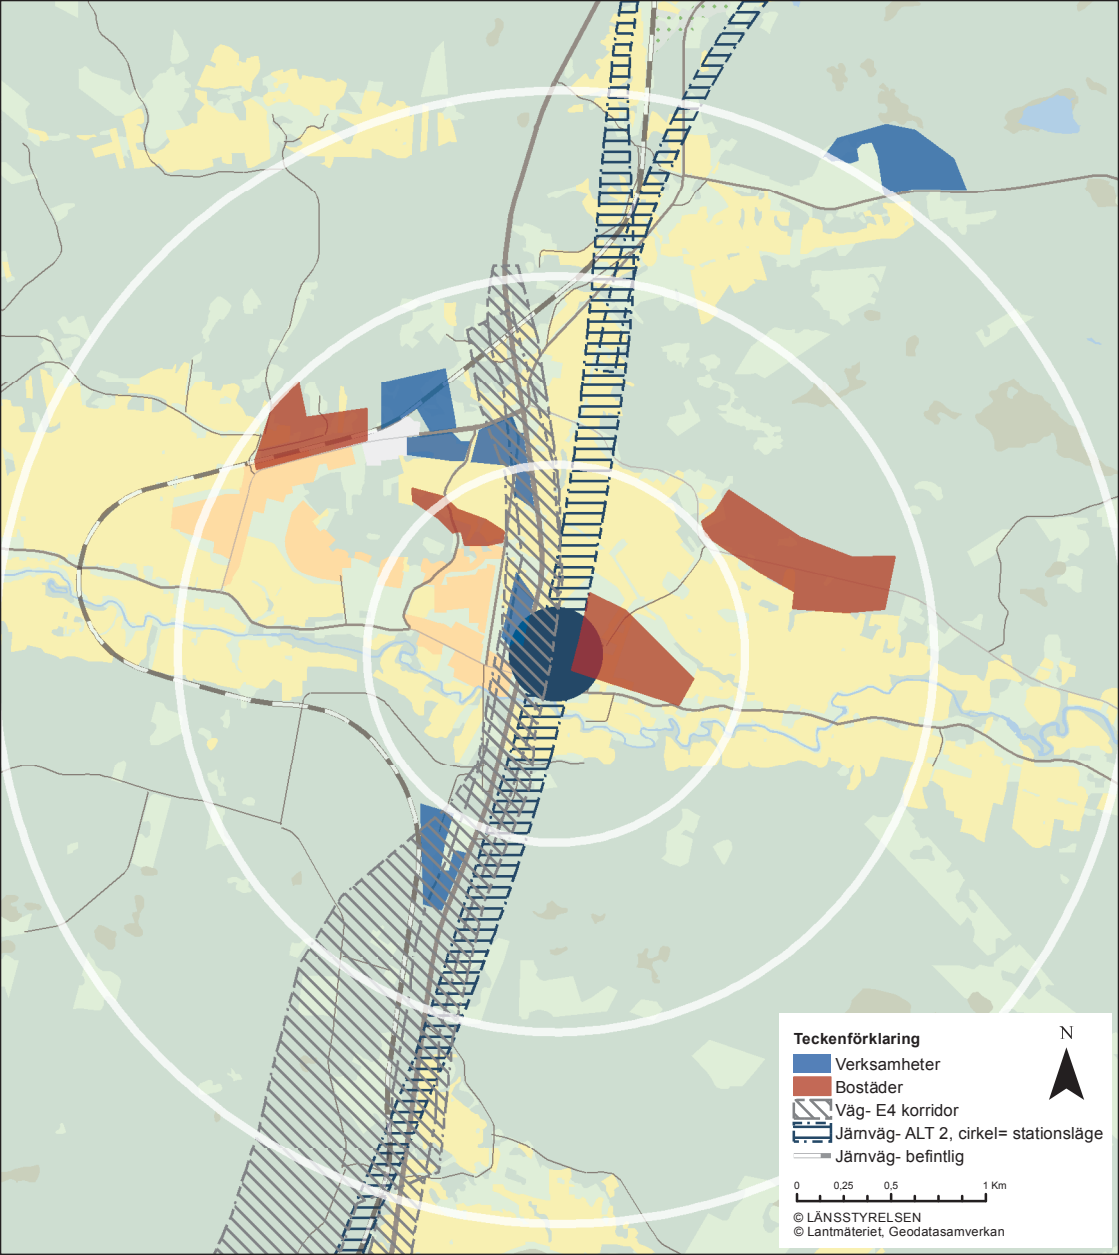 N
Teckenförklaring
Verksamheter
Bostäder
Väg- E4 korridor
Järnväg- ALT 2, cirkel= stationsläge
Järnväg- befintlig
0 0,25 0,5 1 Km
© LÄNSSTYRELSEN
© Lantmäteriet, Geodatasamverkan